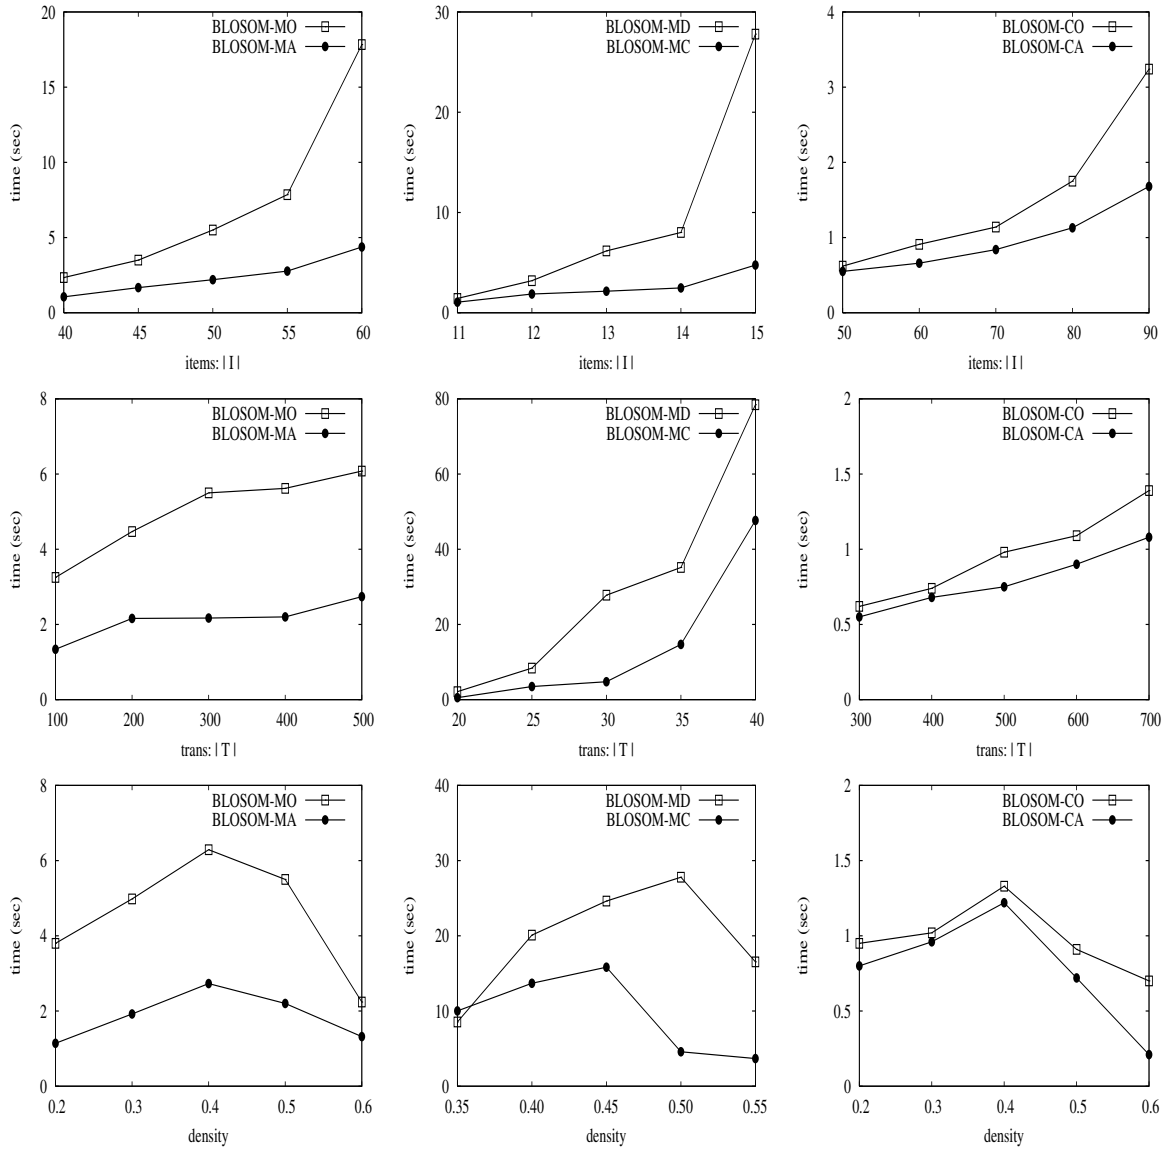 20
15
10
5
0
time (sec)
BLOSOM-MO
BLOSOM-MA
40 45 50 55 60
items: | I |
30
20
10
0
time (sec)
BLOSOM-MD
BLOSOM-MC
11 12 13 14 15
items: | I |
4
3
2
1
0
time (sec)
BLOSOM-CO
BLOSOM-CA
50 60 70 80 90
items: | I |
8
6
4
2
0
time (sec)
BLOSOM-MO
BLOSOM-MA
100 200 300 400 500
trans: | T |
80
60
40
20
0
time (sec)
BLOSOM-MD
BLOSOM-MC
20 25 30 35 40
trans: | T |
2
1.5
1
0.5
0
time (sec)
BLOSOM-CO
BLOSOM-CA
300 400 500 600 700
trans: | T |
8
6
4
2
0
time (sec)
BLOSOM-MO
BLOSOM-MA
0.2 0.3 0.4 0.5 0.6
density
40
30
20
10
0
time (sec)
BLOSOM-MD
BLOSOM-MC
0.35 0.40 0.45 0.50 0.55
density
2
1.5
1
0.5
0
time (sec)
BLOSOM-CO
BLOSOM-CA
0.2 0.3 0.4 0.5 0.6
density